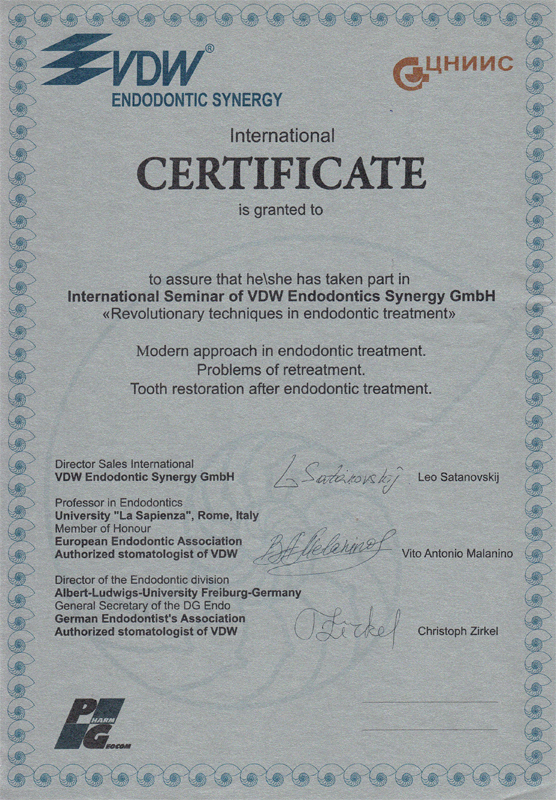 VDW®
ENDODONTIC SYNERGY
ЦНИИС
International
CERTIFICATE
is granted to
to assure that he\she has taken part in
International Seminar of VDW Endodontics Synergy GmbH
«Revolutionary techniques in endodontic treatment»
Modern approach in endodontic treatment.
Problems of retreatment.
Tooth restoration after endodontic treatment.
Director Sales International
VDW Endodontic Synergy GmbH
L Satanovskij
Leo Satanovskij
Professor in Endodontics
University "La Sapienza", Rome, Italy
Member of Honour
European Endodontic Association
Authorized stomatologist of VDW
Vito Antonio Malanino
Director of the Endodontic division
Albert-Ludwigs-University Freiburg-Germany
General Secretary of the DG Endo
German Endodontist's Association
Authorized stomatologist of VDW
Zirkel
Christoph Zirkel
PHARM
GEOCOM